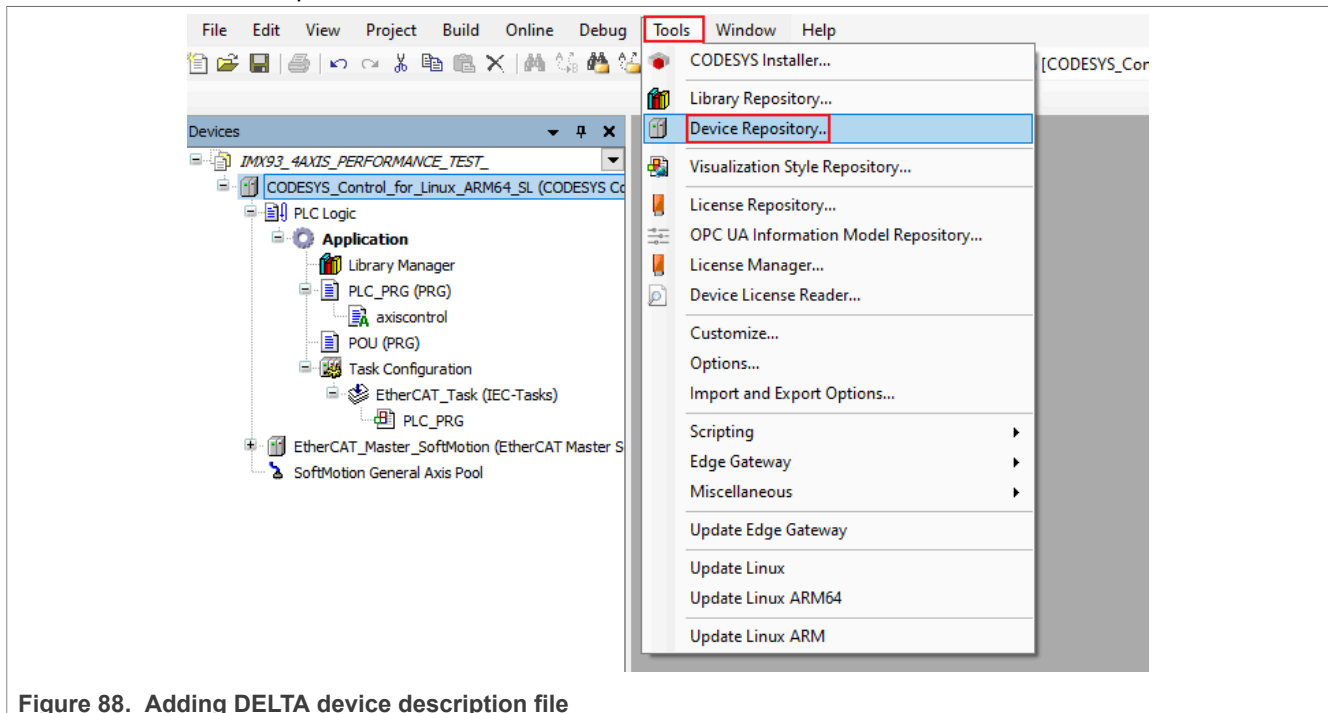 File Edit View Project Build Online Debug Tools Window Help
CODESYS Installer...
[CODESYS_Con
Library Repository...
Devices
Device Repository..
IMX93_4AXIS_PERFORMANCE_TEST_
Visualization Style Repository...
CODESYS_Control_for_Linux_ARM64_SL (CODESYS Co
License Repository...
PLC Logic
OPC UA Information Model Repository...
Application
License Manager...
Library Manager
Device License Reader...
PLC_PRG (PRG)
axiscontrol
Customize...
POU (PRG)
Options...
Task Configuration
Import and Export Options...
EtherCAT_Task (IEC-Tasks)
PLC_PRG
Scripting
EtherCAT_Master_SoftMotion (EtherCAT Master S
Edge Gateway
SoftMotion General Axis Pool
Miscellaneous
Update Edge Gateway
Update Linux
Update Linux ARM64
Update Linux ARM
Figure 88. Adding DELTA device description file